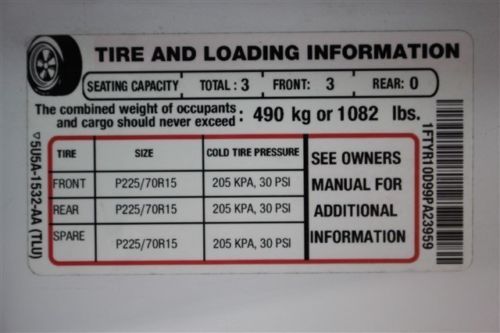 TIRE AND LOADING INFORMATION
SEATING CAPACITY TOTAL : 3 FRONT: 3 REAR: 0
The combined weight of occupants
and cargo should never exceed : 490 kg or 1082 lbs.
TIRE SIZE COLD TIRE PRESSURE
FRONT P225/70R15 205 KPA, 30 PSI
REAR P225/70R15 205 KPA, 30 PSI
SPARE P225/70R15 205 KPA, 30 PSI
SEE OWNERS
MANUAL FOR
ADDITIONAL
INFORMATION
5U5A-1532-AA (TLU)
1FTYR10D99PA23959